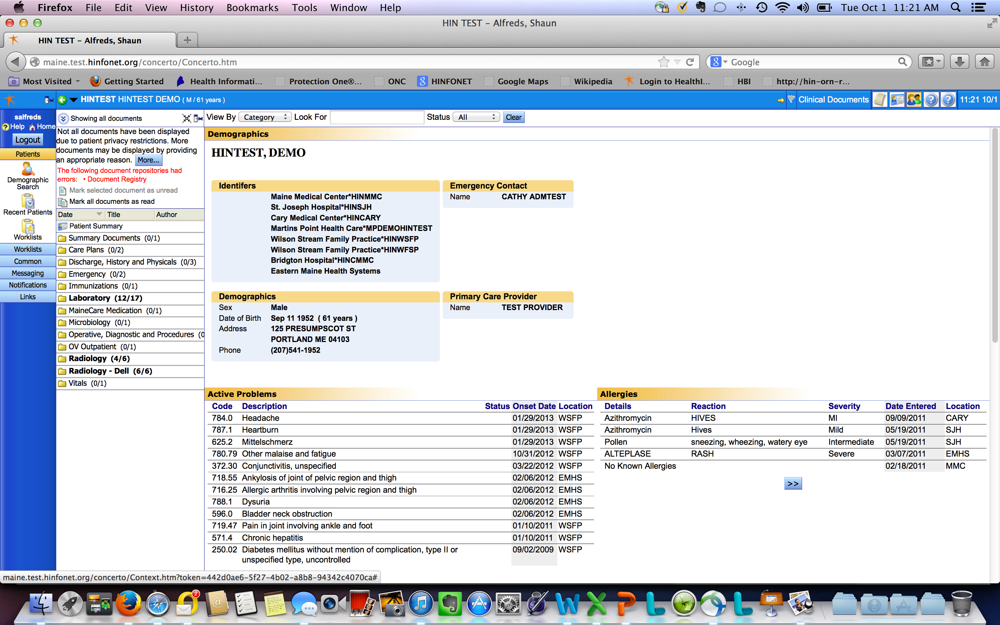 Firefox File Edit View History Bookmarks Tools Window Help Tue Oct 1 11:21 AM
HIN TEST – Alfreds, Shaun
HIN TEST – Alfreds, Shaun
maine.test.hinfonet.org/concerto/Concerto.htm Google
Most Visited Getting Started Health Informati... Protection One®... ONC HINFONET Google Maps Wikipedia Login to HealthI... HBI http://hin-orn-r...
HINTEST HINTEST DEMO ( M / 61 years ) Clinical Documents 11:21 10/1
salfreds
Help Home
Logout
Patients
Demographic
Search
Recent Patients
Worklists
Worklists
Common
Messaging
Notifications
Links
Showing all documents
Not all documents have been displayed
due to patient privacy restrictions. More
documents may be displayed by providing
an appropriate reason. More...
The following document repositories had
errors: • Document Registry
Mark selected document as unread
Mark all documents as read
Date Title Author
Patient Summary
Summary Documents (0/1)
Care Plans (0/2)
Discharge, History and Physicals (0/3)
Emergency (0/2)
Immunizations (0/1)
Laboratory (12/17)
MaineCare Medication (0/1)
Microbiology (0/1)
Operative, Diagnostic and Procedures (0
OV Outpatient (0/1)
Radiology (4/6)
Radiology - Dell (6/6)
Vitals (0/1)
View By Category Look For Status All Clear
Demographics
HINTEST, DEMO
Identifers
Maine Medical Center*HINMMC
St. Joseph Hospital*HINSJH
Cary Medical Center*HINCARY
Martins Point Health Care*MPDEMOHINTEST
Wilson Stream Family Practice*HINWSFP
Wilson Stream Family Practice*HINWFSP
Bridgton Hospital*HINCMMC
Eastern Maine Health Systems
Emergency Contact
Name CATHY ADMTEST
Demographics
Sex Male
Date of Birth Sep 11 1952 ( 61 years )
Address 125 PRESUMPSCOT ST
PORTLAND ME 04103
Phone (207)541-1952
Primary Care Provider
Name TEST PROVIDER
Active Problems
Code Description Status Onset Date Location
784.0 Headache 01/29/2013 WSFP
787.1 Heartburn 01/29/2013 WSFP
625.2 Mittelschmerz 01/29/2013 WSFP
780.79 Other malaise and fatigue 10/31/2012 WSFP
372.30 Conjunctivitis, unspecified 03/22/2012 WSFP
718.55 Ankylosis of joint of pelvic region and thigh 02/06/2012 EMHS
716.25 Allergic arthritis involving pelvic region and thigh 02/06/2012 EMHS
788.1 Dysuria 02/06/2012 EMHS
596.0 Bladder neck obstruction 02/06/2012 EMHS
719.47 Pain in joint involving ankle and foot 01/10/2011 WSFP
571.4 Chronic hepatitis 01/10/2011 WSFP
250.02 Diabetes mellitus without mention of complication, type II or 09/02/2009 WSFP
unspecified type, uncontrolled
Allergies
Details Reaction Severity Date Entered Location
Azithromycin HIVES MI 09/09/2011 CARY
Azithromycin Hives Mild 05/19/2011 SJH
Pollen sneezing, wheezing, watery eye Intermediate 05/19/2011 SJH
ALTEPLASE RASH Severe 03/07/2011 EMHS
No Known Allergies 02/18/2011 MMC
>>
maine.test.hinfonet.org/concerto/Context.htm?token=442d0ae6-5f27-4b02-a8b8-94342c4070ca#
2